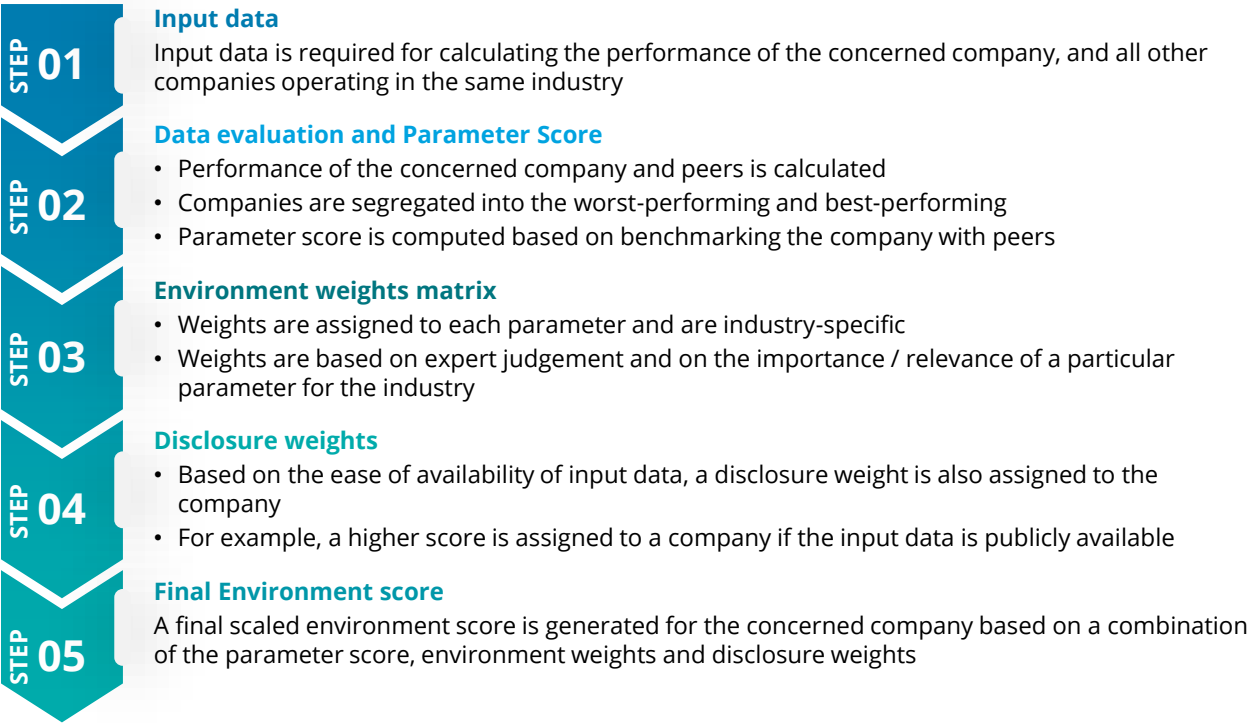 STEP 01
Input data
Input data is required for calculating the performance of the concerned company, and all other
companies operating in the same industry
STEP 02
Data evaluation and Parameter Score
• Performance of the concerned company and peers is calculated
• Companies are segregated into the worst-performing and best-performing
• Parameter score is computed based on benchmarking the company with peers
STEP 03
Environment weights matrix
• Weights are assigned to each parameter and are industry-specific
• Weights are based on expert judgement and on the importance / relevance of a particular
parameter for the industry
STEP 04
Disclosure weights
• Based on the ease of availability of input data, a disclosure weight is also assigned to the
company
• For example, a higher score is assigned to a company if the input data is publicly available
STEP 05
Final Environment score
A final scaled environment score is generated for the concerned company based on a combination
of the parameter score, environment weights and disclosure weights